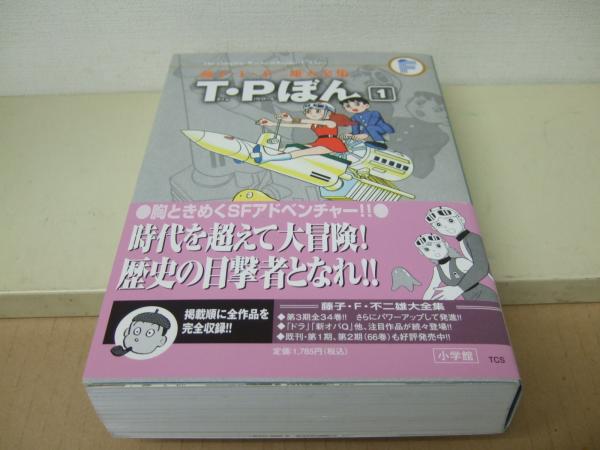 藤子・F・不二雄大全集
T・Pぼん 1
●胸ときめくSFアドベンチャー!!●
時代を超えて大冒険!
歴史の目撃者となれ!!
掲載順に全作品を
完全収録!!
藤子・F・不二雄大全集
◆第3期全34巻!! さらにパワーアップして発進!!
◆「ドラ」「新オバQ」他、注目作品が続々登場!!
◆既刊・第1期、第2期(66巻)も好評発売中!!
定価:1,785円(税込)
小学館
TCS